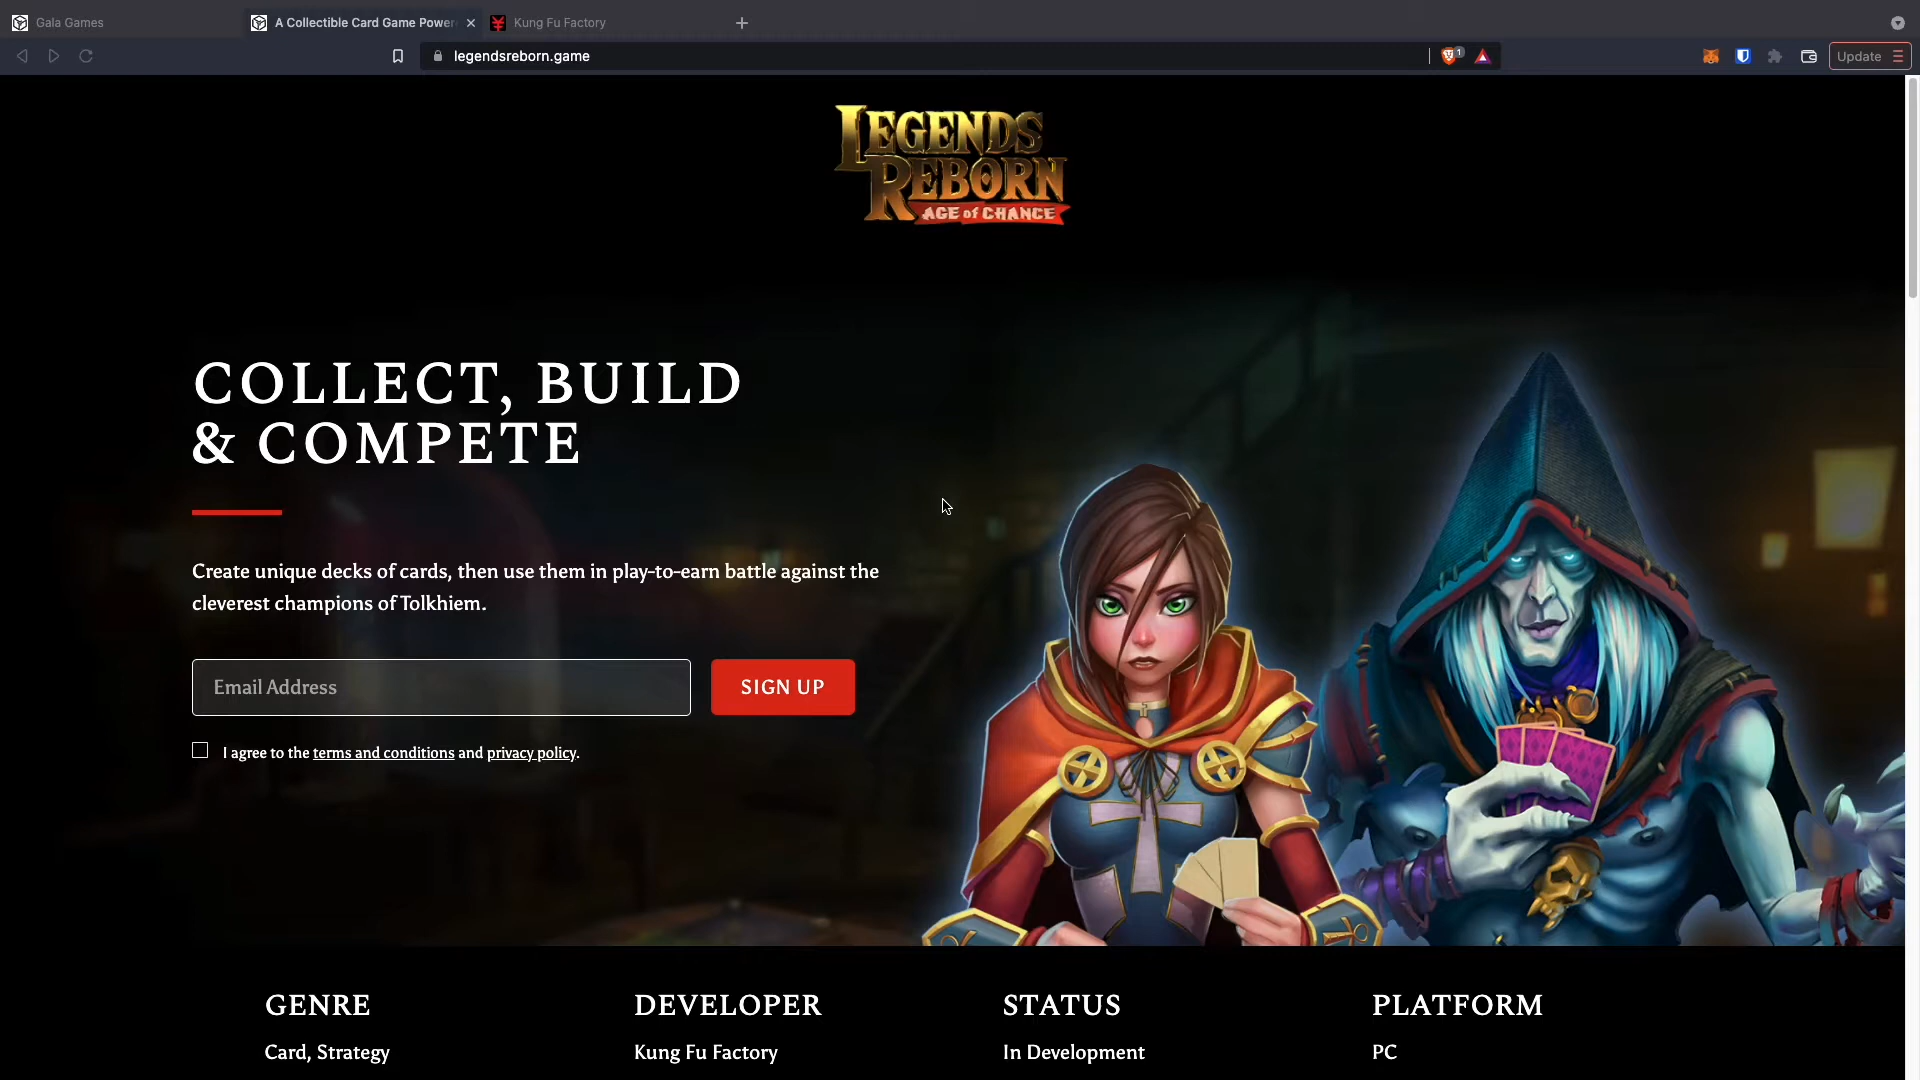 Gala Games
A Collectible Card Game Power
Kung Fu Factory
legendsreborn.game
1
Update
LEGENDS
REBORN
AGE of CHANCE
COLLECT, BUILD
& COMPETE
Create unique decks of cards, then use them in play-to-earn battle against the
cleverest champions of Tolkhiem.
Email Address
SIGN UP
I agree to the terms and conditions and privacy policy.
GENRE
DEVELOPER
STATUS
PLATFORM
Card, Strategy
Kung Fu Factory
In Development
PC